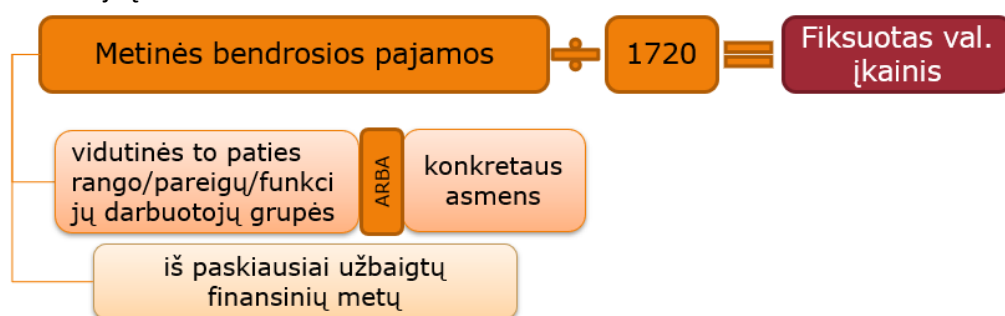 Metinės bendrosios pajamos ÷ 1720 = Fiksuotas val.
įkainis
vidutinės to paties
rango/pareigų/funkci
jų darbuotojų grupės
ARBA
konkretaus
asmens
iš paskiausiai užbaigtų
finansinių metų